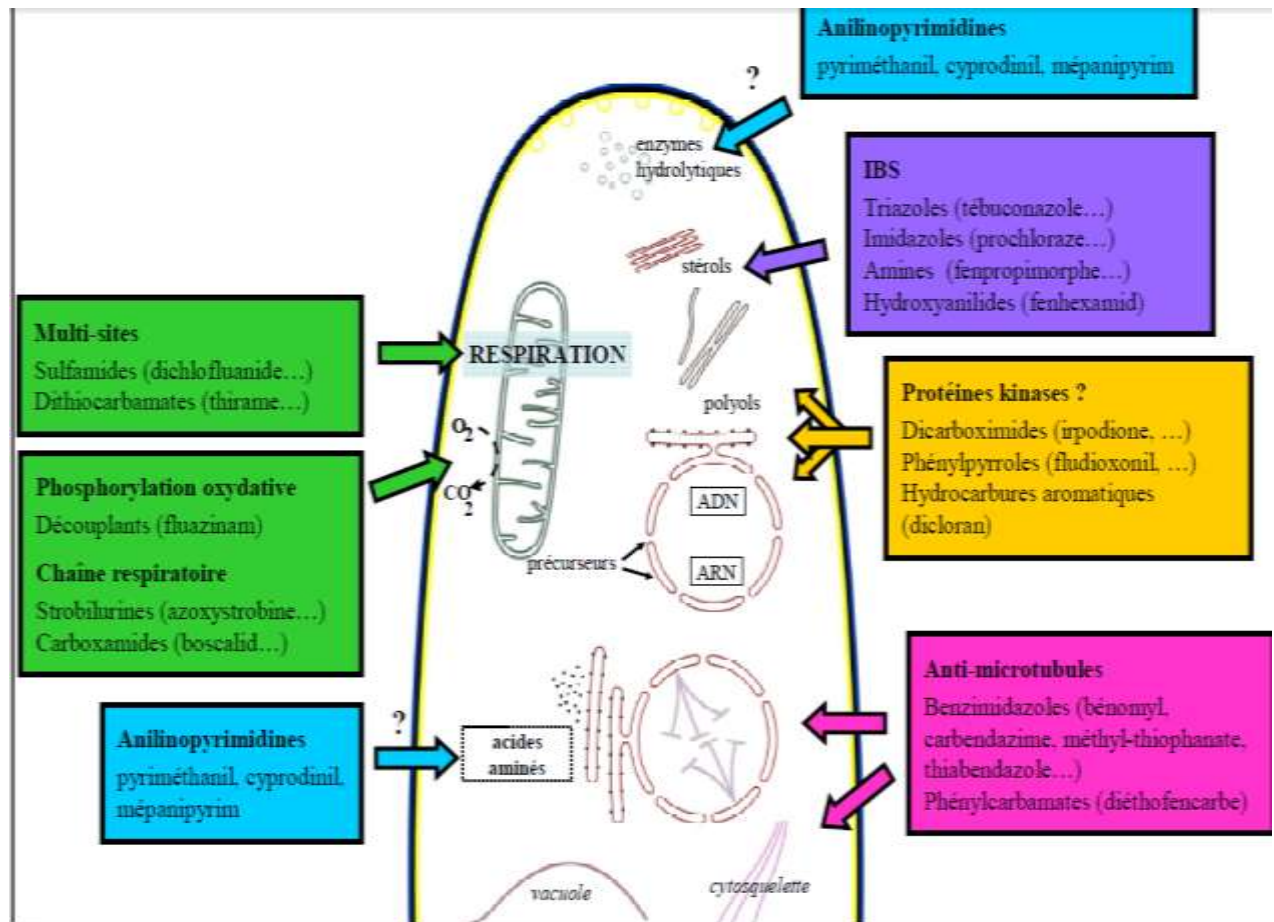 Anilinopyrimidines
pyriméthanil, cyprodinil, mépanipyrim
?
enzymes
hydrolytiques
IBS
Triazoles (tébuconazole…)
Imidazoles (prochloraze…)
Amines (fenpropimorphe…)
Hydroxyanilides (fenhexamid)
stérols
Multi-sites
Sulfamides (dichlofluanide…)
Dithiocarbamates (thirame…)
RESPIRATION
polyols
Protéines kinases ?
Dicarboximides (irpodione, …)
Phénylpyrroles (fludioxonil, …)
Hydrocarbures aromatiques
(dicloran)
O2
CO2
Phosphorylation oxydative
Découplants (fluazinam)
Chaîne respiratoire
Strobilurines (azoxystrobine…)
Carboxamides (boscalid…)
ADN
précurseurs
ARN
Anti-microtubules
Benzimidazoles (bénomyl,
carbendazime, méthyl-thiophanate,
thiabendazole…)
Phénylcarbamates (diéthofencarbe)
Anilinopyrimidines
pyriméthanil, cyprodinil,
mépanipyrim
?
acides
aminés
vacuole
cytosquelette